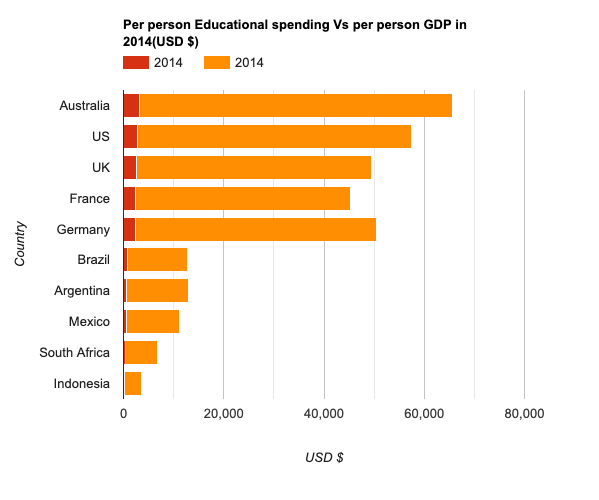 Per person Educational spending Vs per person GDP in
2014(USD $)
2014 2014
Australia
US
UK
France
Germany
Brazil
Argentina
Mexico
South Africa
Indonesia
Country
0 20,000 40,000 60,000 80,000
USD $